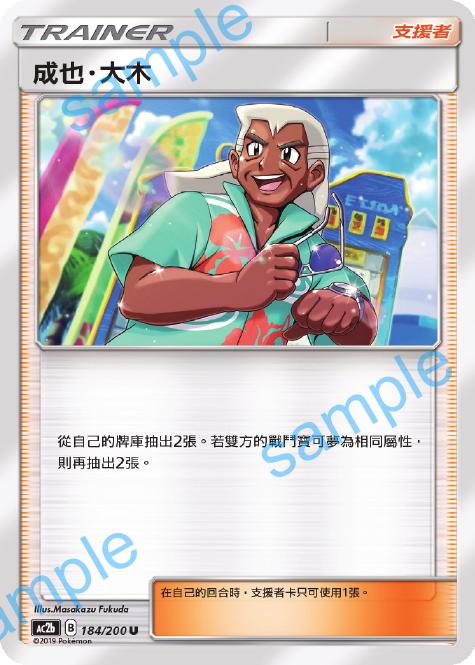 TRAINER
支援者
成也·大木
sample
從自己的牌庫抽出2張。若雙方的戰鬥寶可夢為相同屬性，
則再抽出2張。
sample
sample
在自己的回合時，支援者卡只可使用1張。
Illus.Masakazu Fukuda
AC2b B 184/200 U
©2019 Pokémon